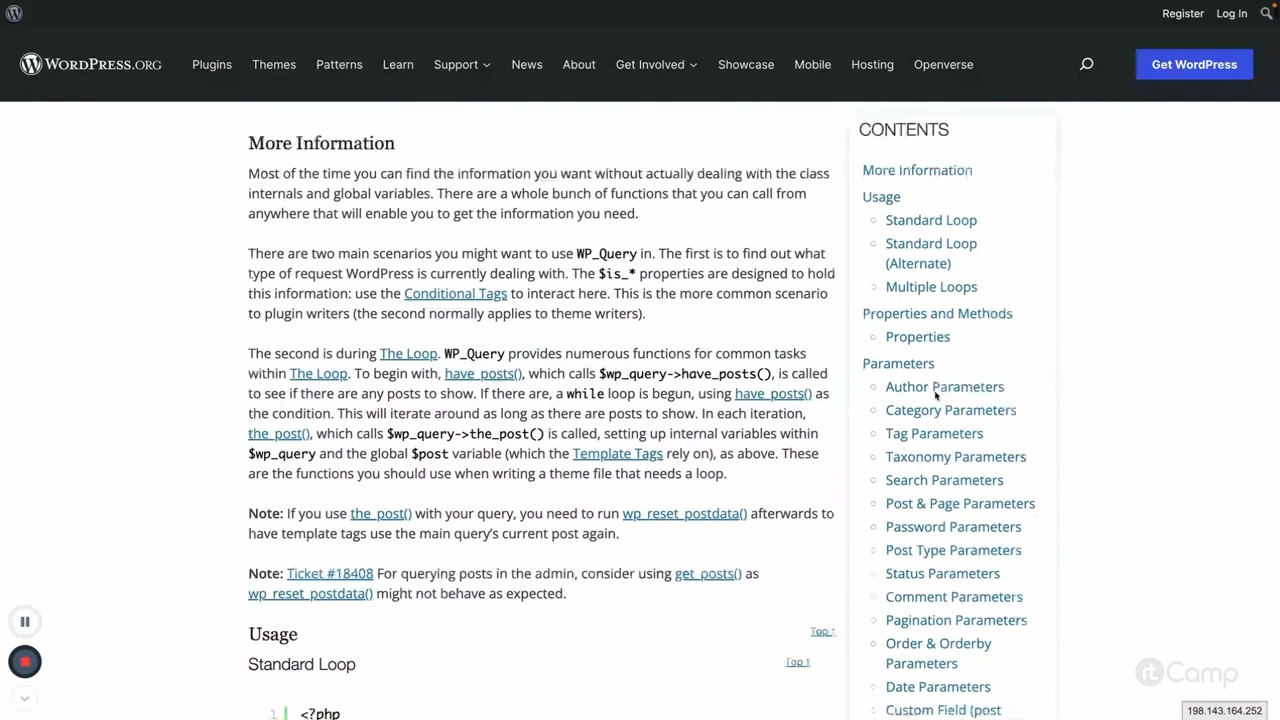 Register Log In
WORDPRESS.ORG Plugins Themes Patterns Learn Support News About Get Involved Showcase Mobile Hosting Openverse Get WordPress
More Information
Most of the time you can find the information you want without actually dealing with the class
internals and global variables. There are a whole bunch of functions that you can call from
anywhere that will enable you to get the information you need.
There are two main scenarios you might want to use WP_Query in. The first is to find out what
type of request WordPress is currently dealing with. The $is_* properties are designed to hold
this information: use the Conditional Tags to interact here. This is the more common scenario
to plugin writers (the second normally applies to theme writers).
The second is during The Loop. WP_Query provides numerous functions for common tasks
within The Loop. To begin with, have_posts(), which calls $wp_query->have_posts(), is called
to see if there are any posts to show. If there are, a while loop is begun, using have_posts() as
the condition. This will iterate around as long as there are posts to show. In each iteration,
the_post(), which calls $wp_query->the_post() is called, setting up internal variables within
$wp_query and the global $post variable (which the Template Tags rely on), as above. These
are the functions you should use when writing a theme file that needs a loop.
Note: If you use the_post() with your query, you need to run wp_reset_postdata() afterwards to
have template tags use the main query’s current post again.
Note: Ticket #18408 For querying posts in the admin, consider using get_posts() as
wp_reset_postdata() might not behave as expected.
Usage Top ↑
Standard Loop Top ↑
1 <?php
CONTENTS
More Information
Usage
Standard Loop
Standard Loop
(Alternate)
Multiple Loops
Properties and Methods
Properties
Parameters
Author Parameters
Category Parameters
Tag Parameters
Taxonomy Parameters
Search Parameters
Post & Page Parameters
Password Parameters
Post Type Parameters
Status Parameters
Comment Parameters
Pagination Parameters
Order & Orderby
Parameters
Date Parameters
Custom Field (post
rtCamp
198.143.164.252